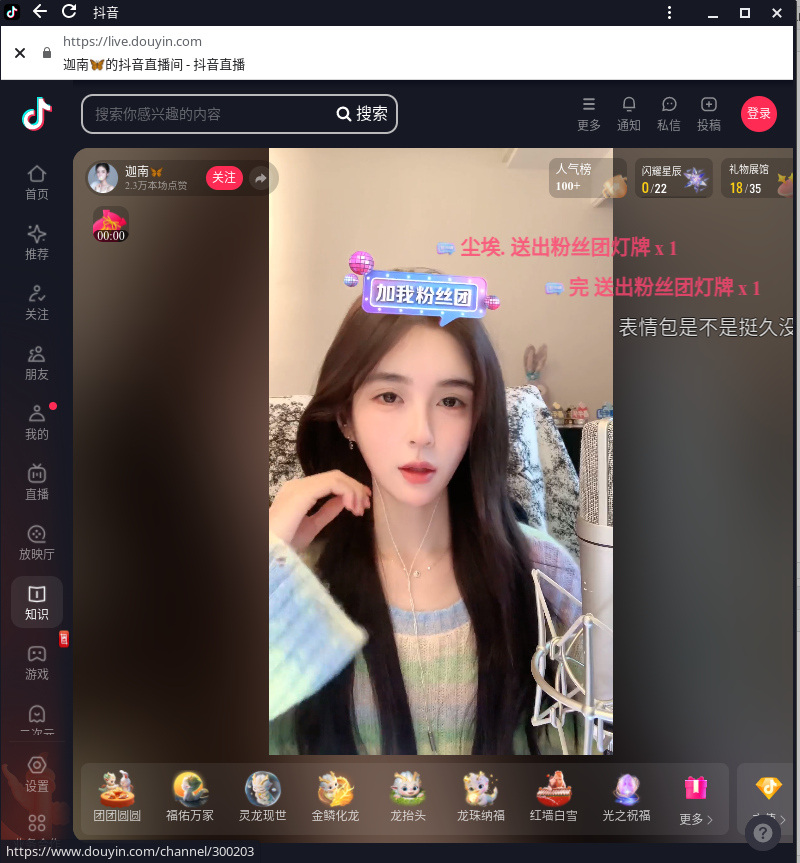 抖音
https://live.douyin.com
迦南🦋的抖音直播间 - 抖音直播
搜索你感兴趣的内容
搜索
更多
通知
私信
投稿
登录
首页
推荐
关注
朋友
我的
直播
放映厅
知识
游戏
二次元
设置
迦南🦋
2.3万本场点赞
关注
00:00
人气榜
100+
闪耀星辰
0/22
礼物展馆
18/35
尘埃. 送出粉丝团灯牌 x 1
完 送出粉丝团灯牌 x 1
表情包是不是挺久没
加我粉丝团
团团圆圆
福佑万家
灵龙现世
金鳞化龙
龙抬头
龙珠纳福
红墙白雪
光之祝福
更多
https://www.douyin.com/channel/300203